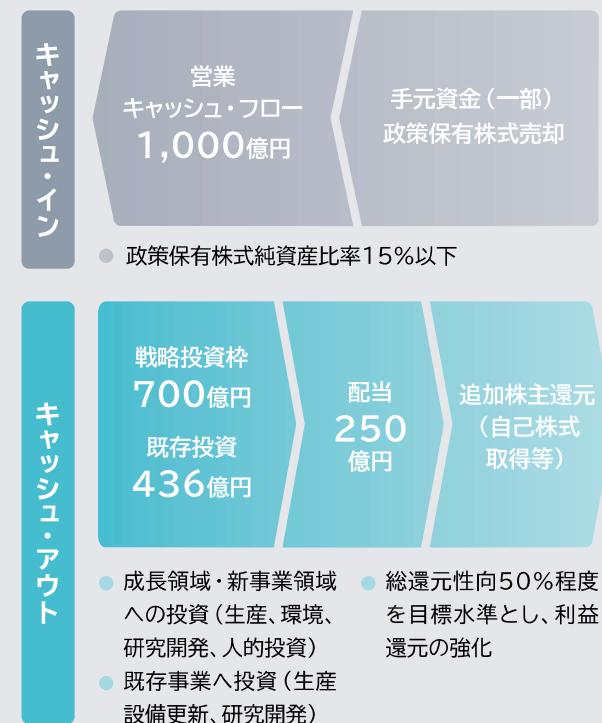 キャッシュ・イン
営業
キャッシュ・フロー
1,000億円
手元資金（一部）
政策保有株式売却
● 政策保有株式純資産比率15%以下
キャッシュ・アウト
戦略投資枠
700億円
既存投資
436億円
配当
250
億円
追加株主還元
（自己株式
取得等）
● 成長領域・新事業領域
への投資（生産、環境、
研究開発、人的投資）
● 既存事業へ投資（生産
設備更新、研究開発）
● 総還元性向50%程度
を目標水準とし、利益
還元の強化